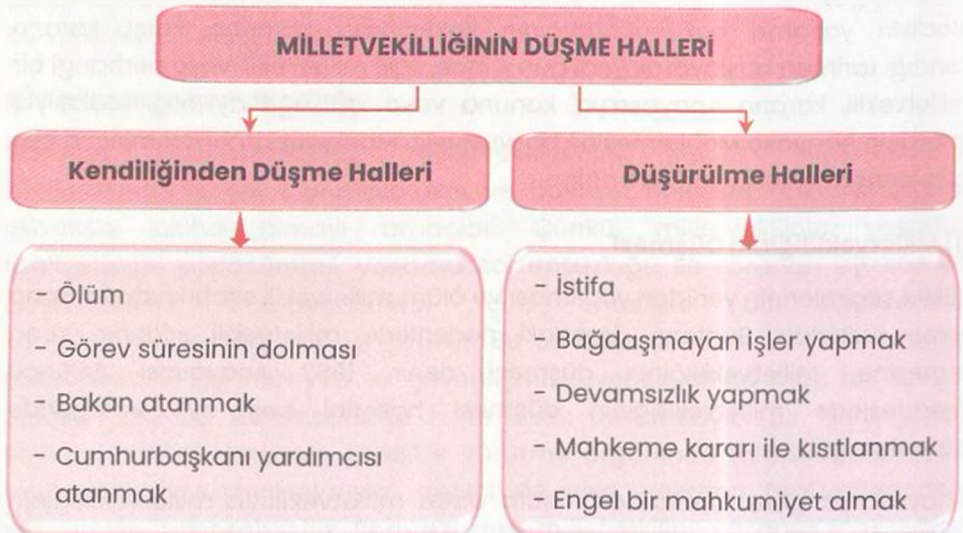 MİLLETVEKİLLİĞİNİN DÜŞME HALLERİ
Kendiliğinden Düşme Halleri
- Ölüm
- Görev süresinin dolması
- Bakan atanmak
- Cumhurbaşkanı yardımcısı
atanmak
Düşürülme Halleri
- İstifa
- Bağdaşmayan işler yapmak
- Devamsızlık yapmak
- Mahkeme kararı ile kısıtlanmak
- Engel bir mahkumiyet almak